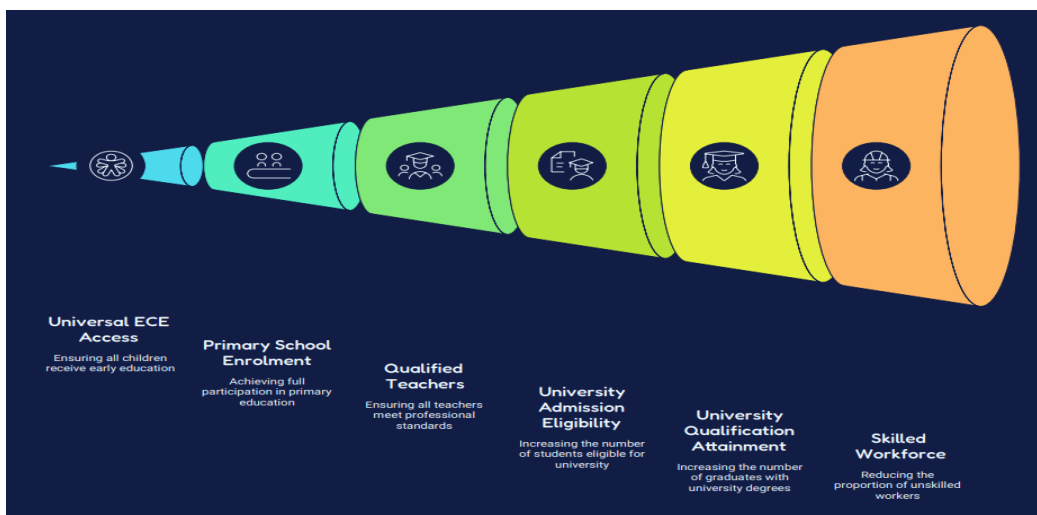 Universal ECE
Access
Ensuring all children
receive early education
Primary School
Enrolment
Achieving full
participation in primary
education
Qualified
Teachers
Ensuring all teachers
meet professional
standards
University
Admission
Eligibility
Increasing the number
of students eligible for
university
University
Qualification
Attainment
Increasing the number
of graduates with
university degrees
Skilled
Workforce
Reducing the
proportion of unskilled
workers